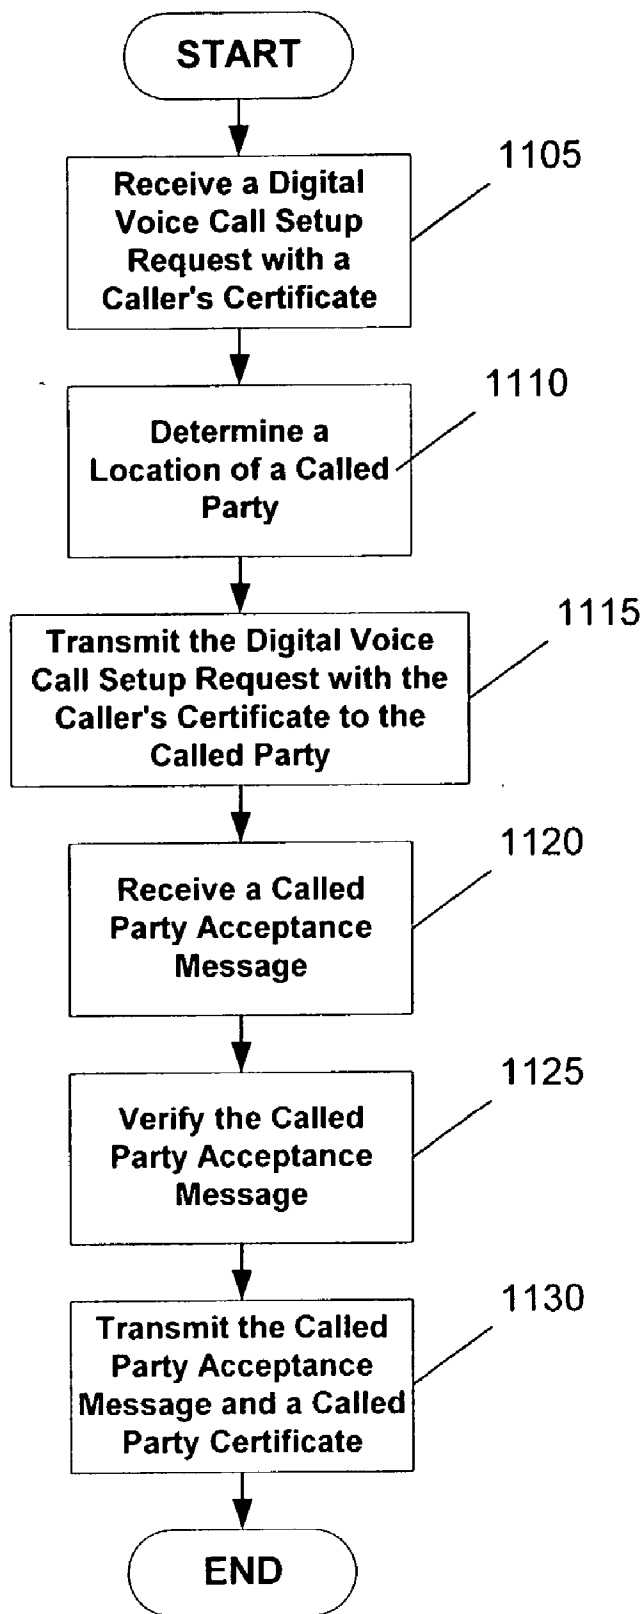 START
1105
Receive a Digital
Voice Call Setup
Request with a
Caller's Certificate
1110
Determine a
Location of a Called
Party
1115
Transmit the Digital Voice
Call Setup Request with the
Caller's Certificate to the
Called Party
1120
Receive a Called
Party Acceptance
Message
1125
Verify the Called
Party Acceptance
Message
1130
Transmit the Called
Party Acceptance
Message and a Called
Party Certificate
END